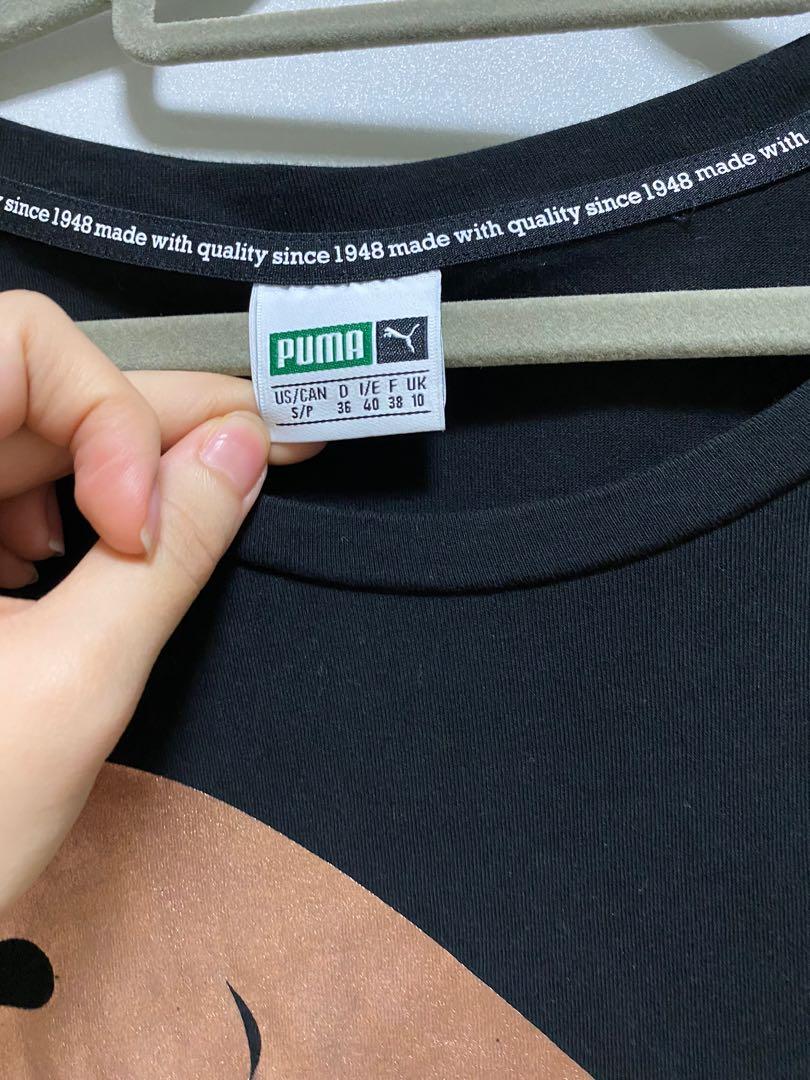 since 1948 made with quality since 1948 made with quality since 1948 made with
PUMA
US/CAN D I/E F UK
S/P 36 40 38 10